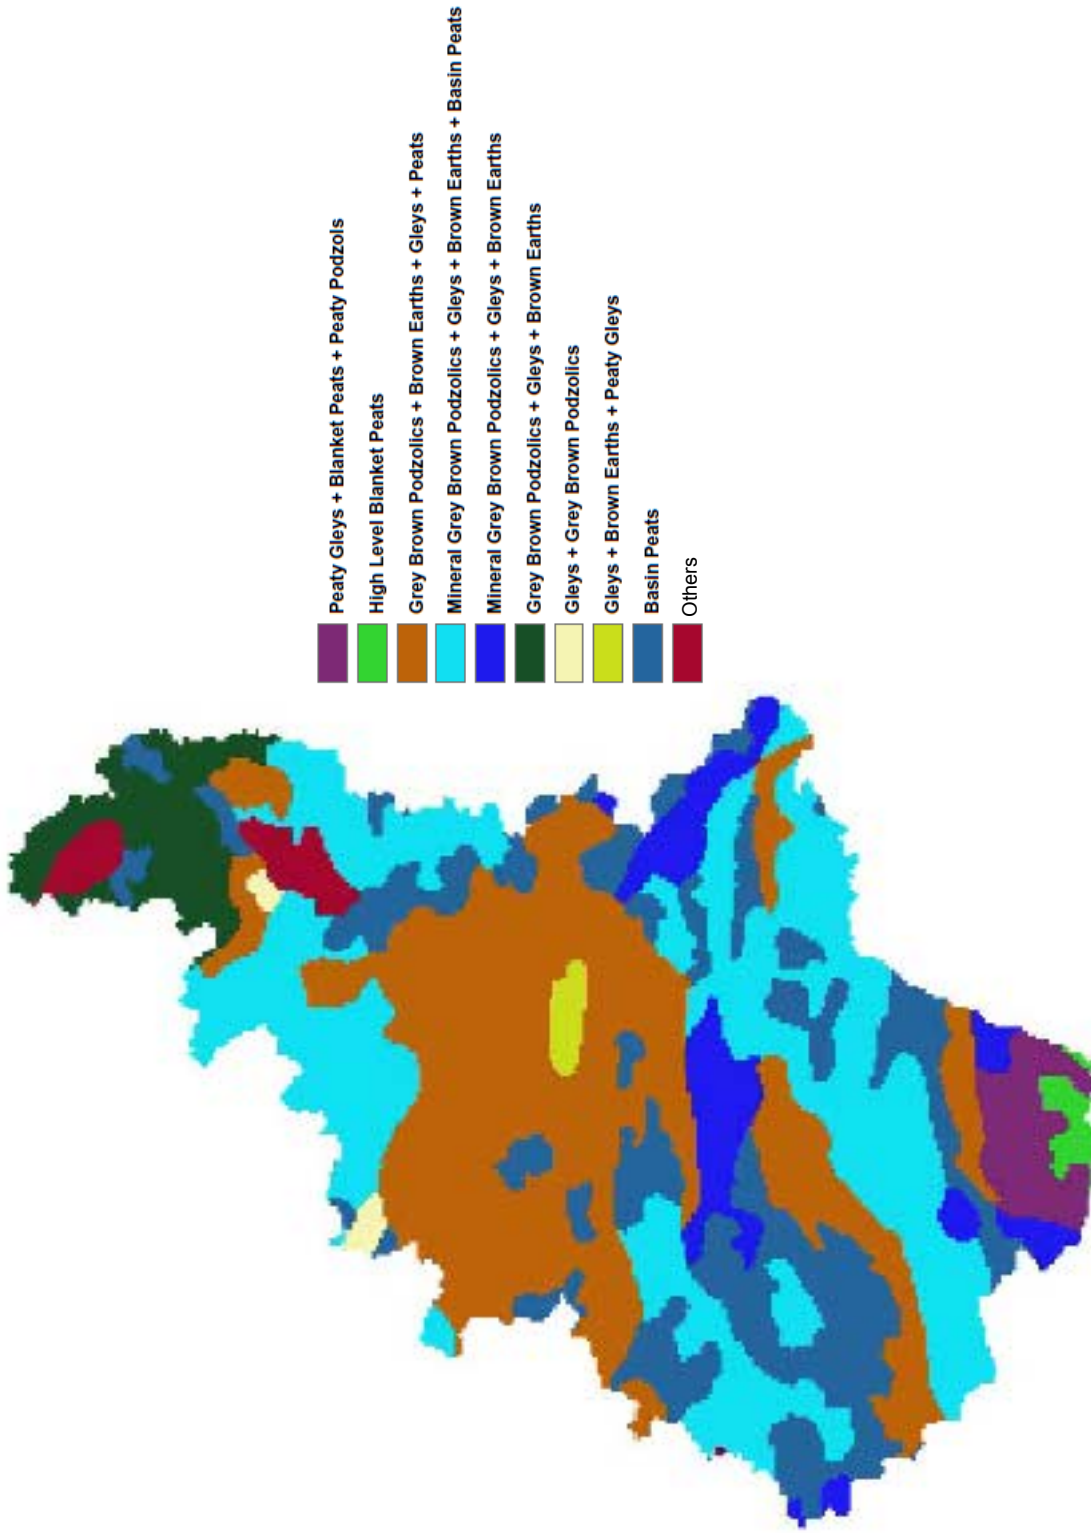 Peaty Gleys + Blanket Peats + Peaty Podzols
High Level Blanket Peats
Grey Brown Podzolics + Brown Earths + Gleys + Peats
Mineral Grey Brown Podzolics + Gleys + Brown Earths + Basin Peats
Mineral Grey Brown Podzolics + Gleys + Brown Earths
Grey Brown Podzolics + Gleys + Brown Earths
Gleys + Grey Brown Podzolics
Gleys + Brown Earths + Peaty Gleys
Basin Peats
Others